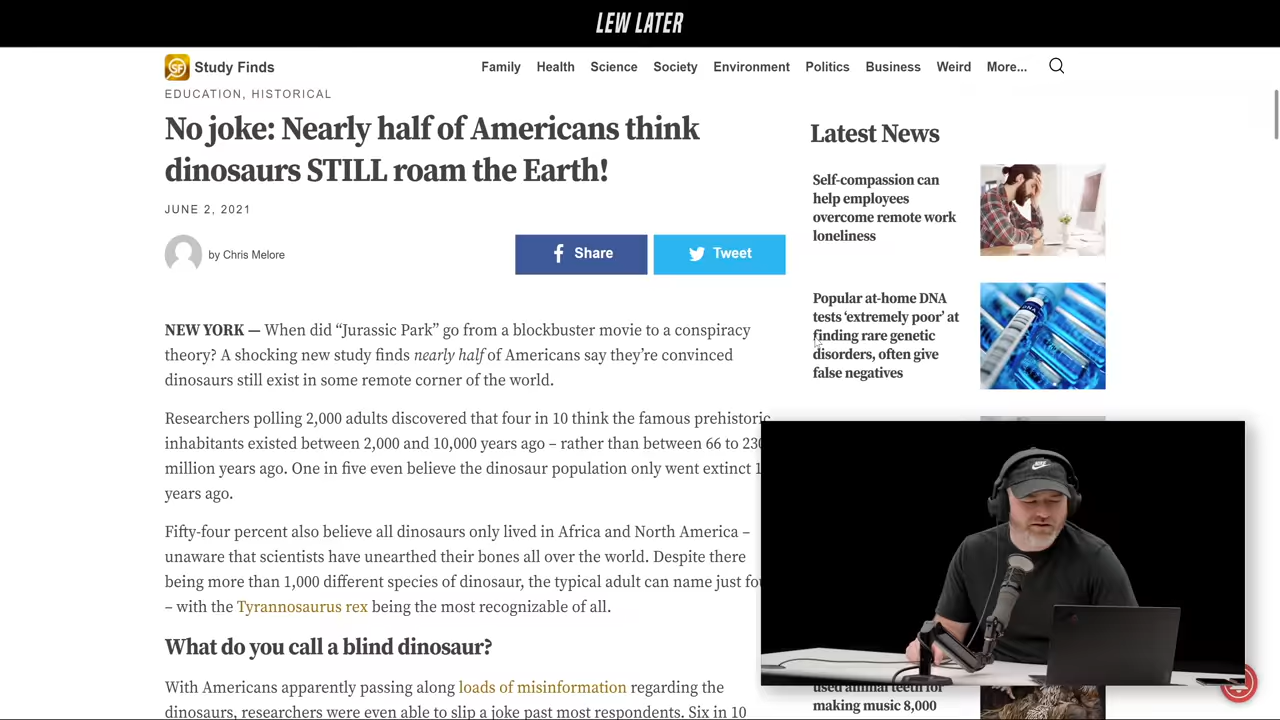 LEW LATER
Study Finds
Family Health Science Society Environment Politics Business Weird More...
EDUCATION, HISTORICAL
No joke: Nearly half of Americans think
dinosaurs STILL roam the Earth!
JUNE 2, 2021
by Chris Melore
Share
Tweet
NEW YORK — When did “Jurassic Park” go from a blockbuster movie to a conspiracy
theory? A shocking new study finds nearly half of Americans say they’re convinced
dinosaurs still exist in some remote corner of the world.
Researchers polling 2,000 adults discovered that four in 10 think the famous prehistoric
inhabitants existed between 2,000 and 10,000 years ago – rather than between 66 to
million years ago. One in five even believe the dinosaur population only went extinct
years ago.
Fifty-four percent also believe all dinosaurs only lived in Africa and North America –
unaware that scientists have unearthed their bones all over the world. Despite there
being more than 1,000 different species of dinosaur, the typical adult can name just
– with the Tyrannosaurus rex being the most recognizable of all.
What do you call a blind dinosaur?
With Americans apparently passing along loads of misinformation regarding the
dinosaurs, researchers were even able to slip a joke past most respondents. Six in 10
Latest News
Self-compassion can
help employees
overcome remote work
loneliness
Popular at-home DNA
tests ‘extremely poor’ at
finding rare genetic
disorders, often give
false negatives
used animal teeth for
making music 8,000